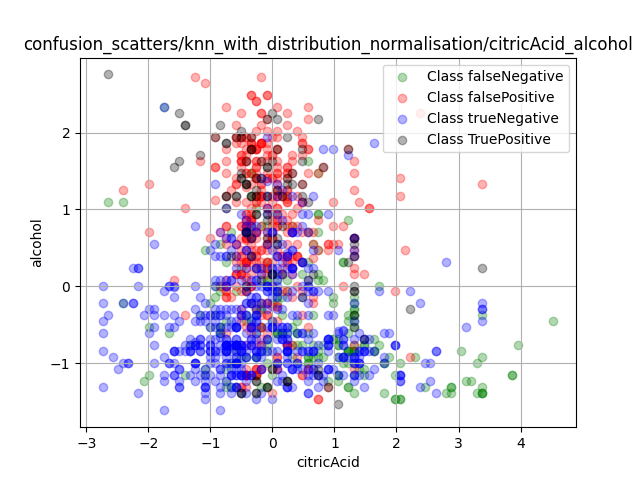 confusion_scatters/knn_with_distribution_normalisation/citricAcid_alcohol
Class falseNegative
Class falsePositive
Class trueNegative
Class TruePositive
2
1
0
−1
alcohol
−3 −2 −1 0 1 2 3 4
citricAcid